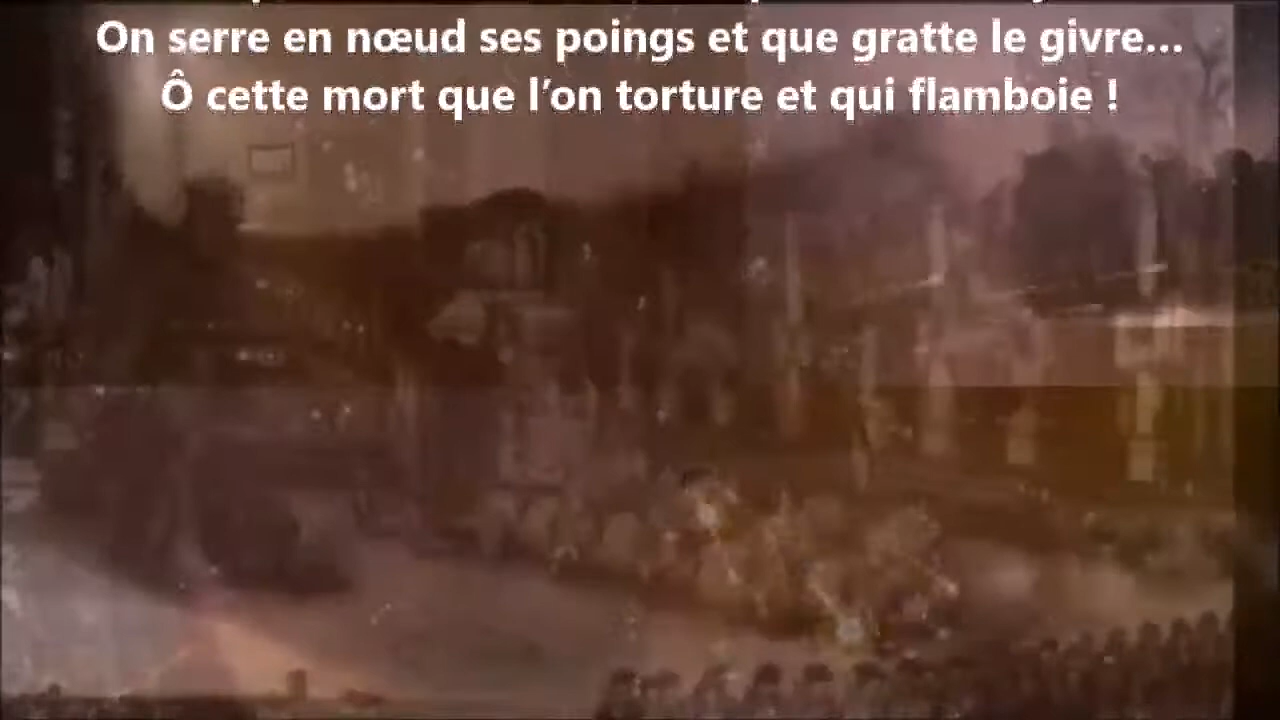 On serre en nœud ses poings et que gratte le givre...
Ô cette mort que l’on torture et qui flamboie !